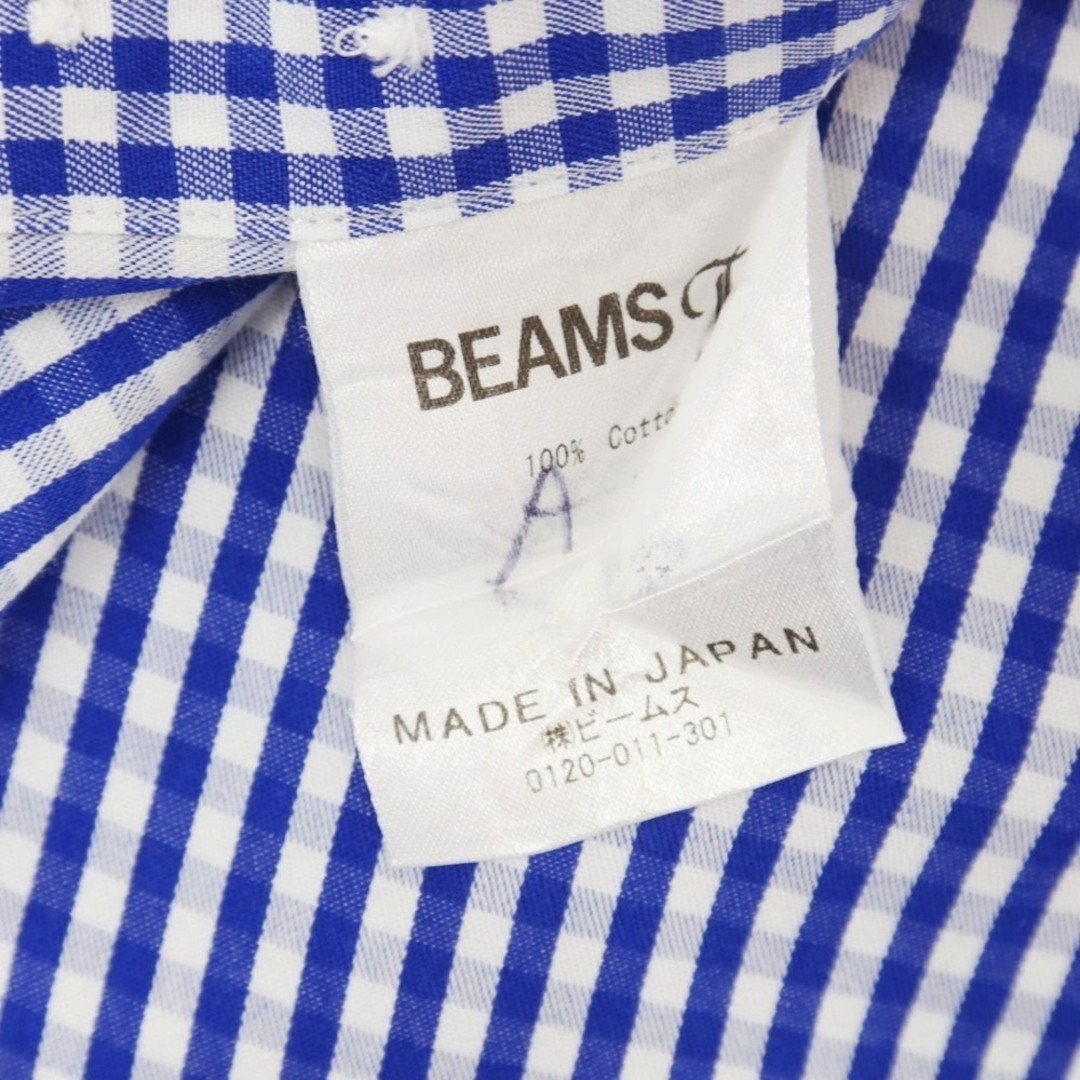 BEAMS F
100% Cotto
A
MADE IN JAPAN
㈱ビームス
0120-011-301